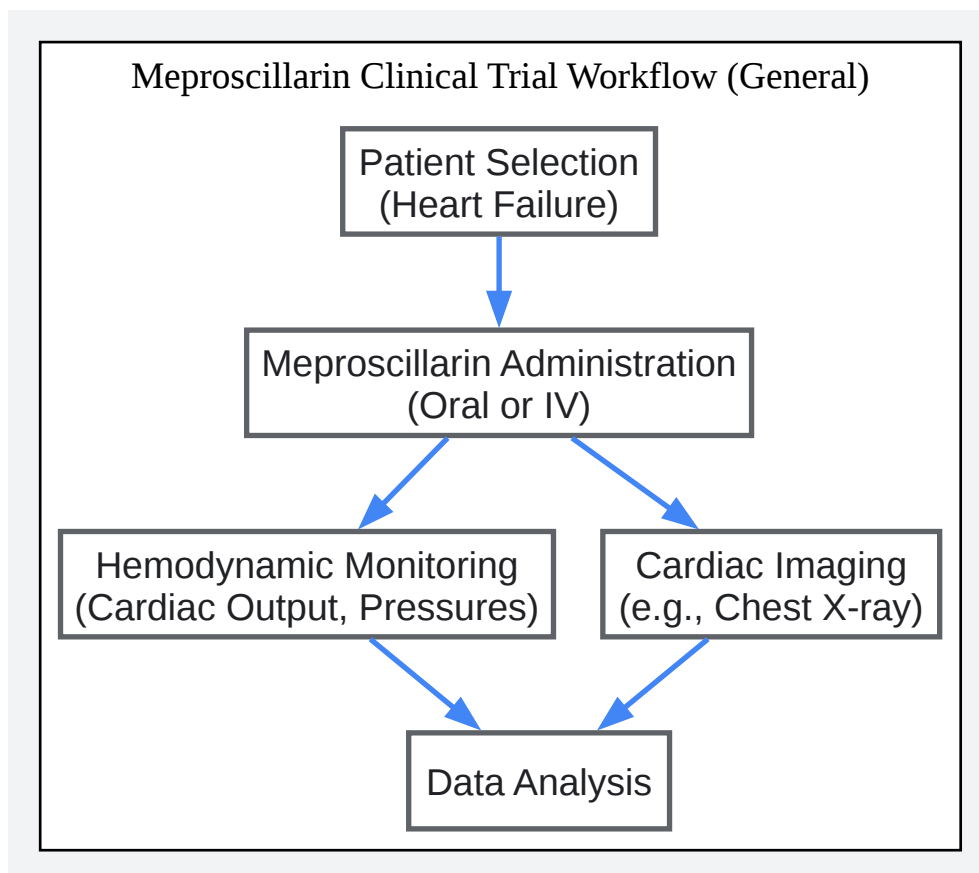 Meproscillarin Clinical Trial Workflow (General)
Patient Selection
(Heart Failure)
Meproscillarin Administration
(Oral or IV)
Hemodynamic Monitoring
(Cardiac Output, Pressures)
Cardiac Imaging
(e.g., Chest X-ray)
Data Analysis